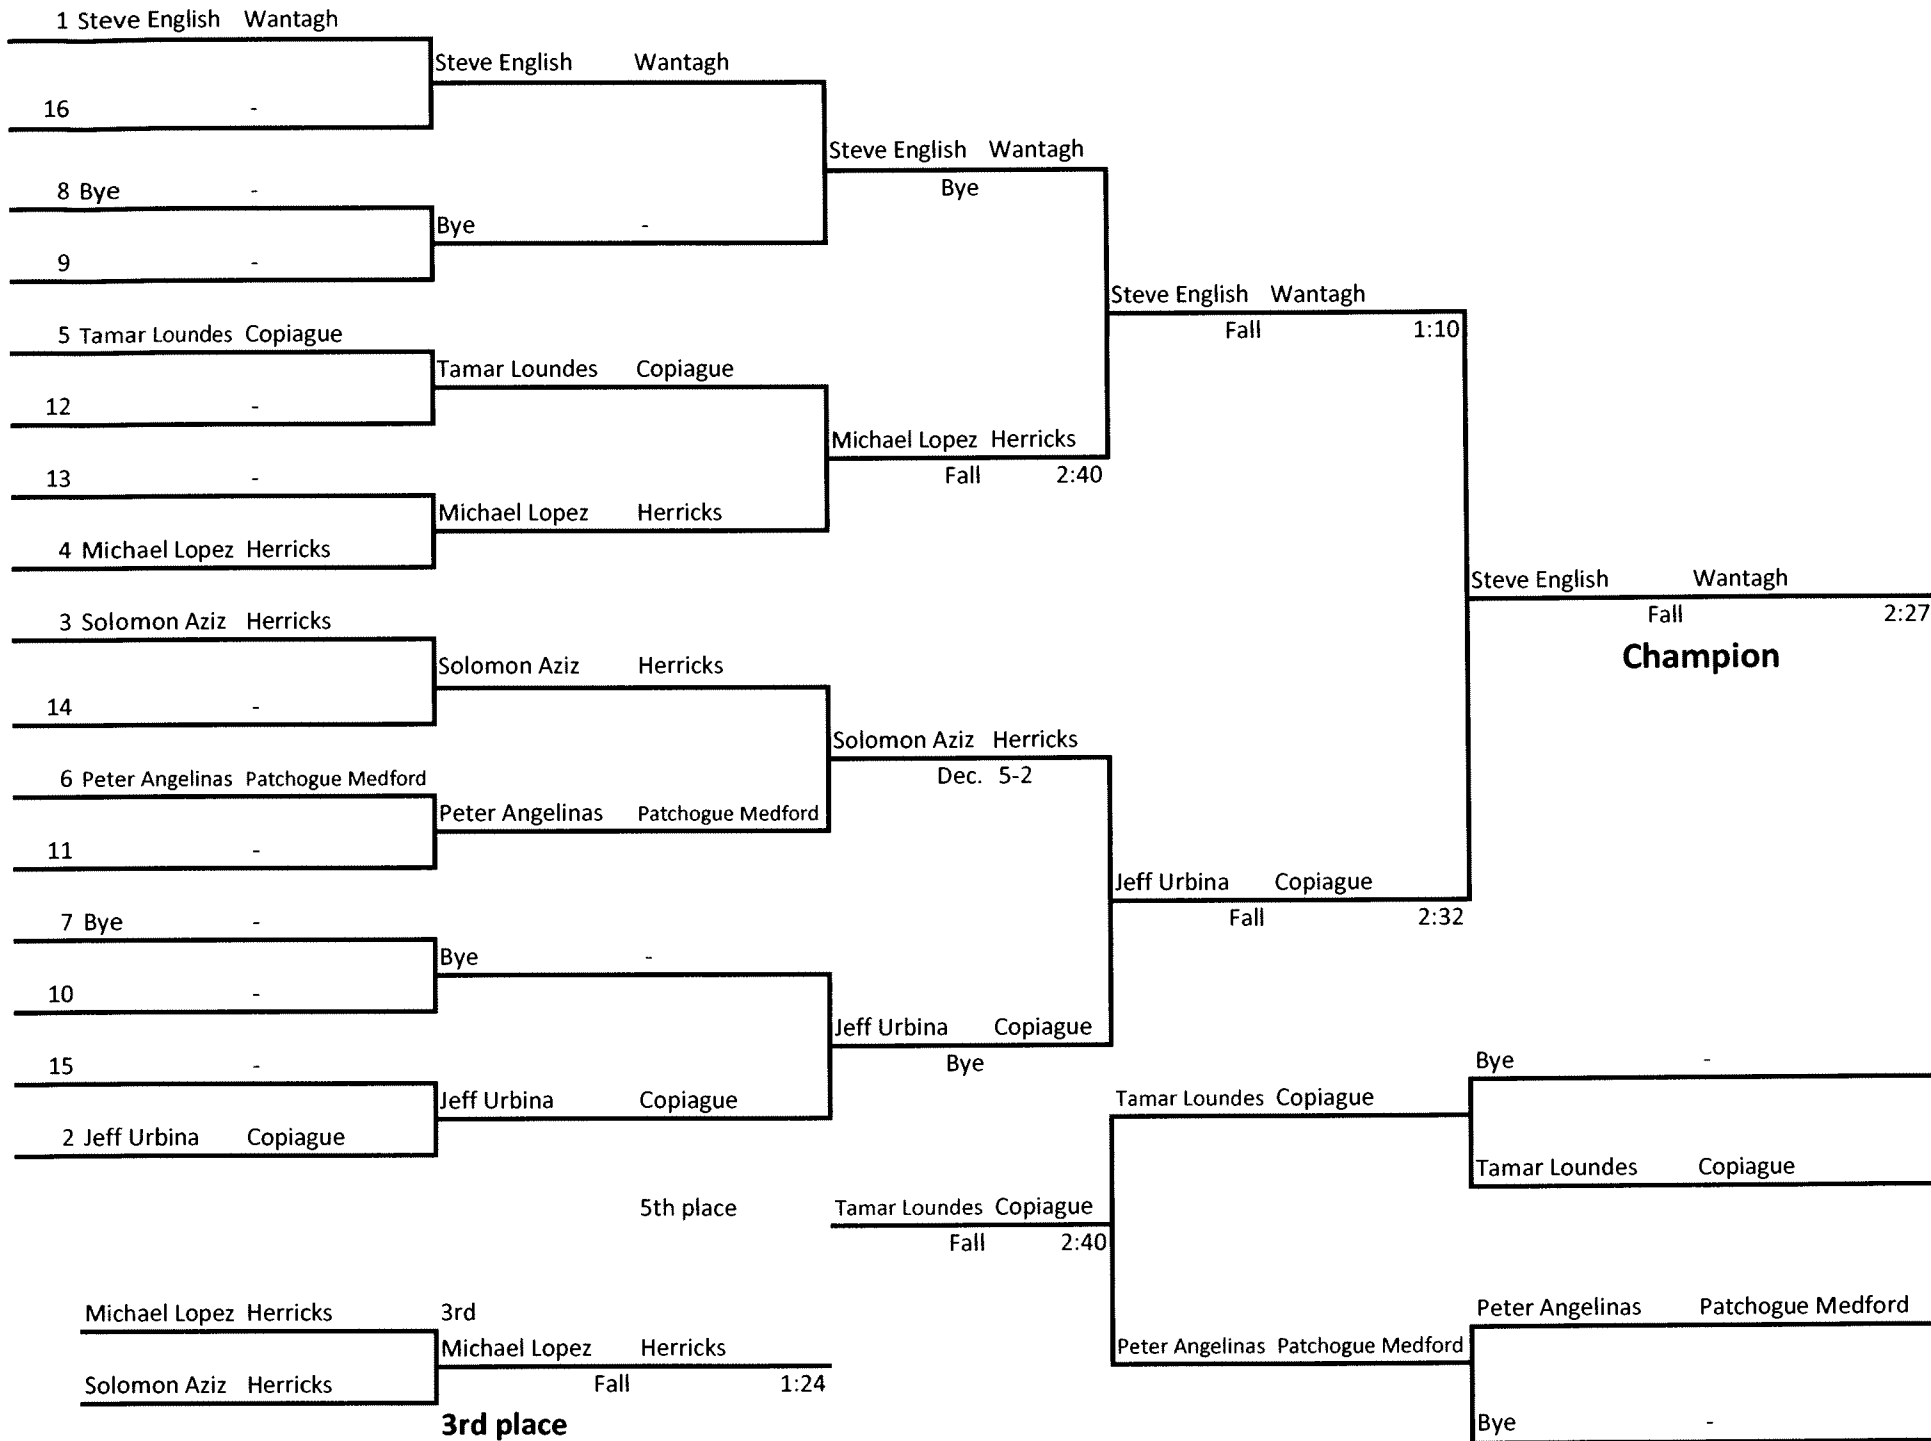 1 Steve English Wantagh
Steve English Wantagh
16 -
Steve English Wantagh
Bye
8 Bye -
Bye -
9 -
Steve English Wantagh
Fall 1:10
5 Tamar Loundes Copiague
Tamar Loundes Copiague
12 -
Michael Lopez Herricks
Fall 2:40
13 -
Michael Lopez Herricks
4 Michael Lopez Herricks
Steve English Wantagh
Fall 2:27
Champion
3 Solomon Aziz Herricks
Solomon Aziz Herricks
14 -
Solomon Aziz Herricks
Dec. 5-2
6 Peter Angelinas Patchogue Medford
Peter Angelinas Patchogue Medford
11 -
Jeff Urbina Copiague
Fall 2:32
7 Bye -
Bye -
10 -
Jeff Urbina Copiague
Bye
15 -
Jeff Urbina Copiague
2 Jeff Urbina Copiague
Bye -
Tamar Loundes Copiague
Tamar Loundes Copiague
5th place
Tamar Loundes Copiague
Fall 2:40
Peter Angelinas Patchogue Medford
Peter Angelinas Patchogue Medford
Bye -
Michael Lopez Herricks
3rd
Michael Lopez Herricks
Fall 1:24
Solomon Aziz Herricks
3rd place